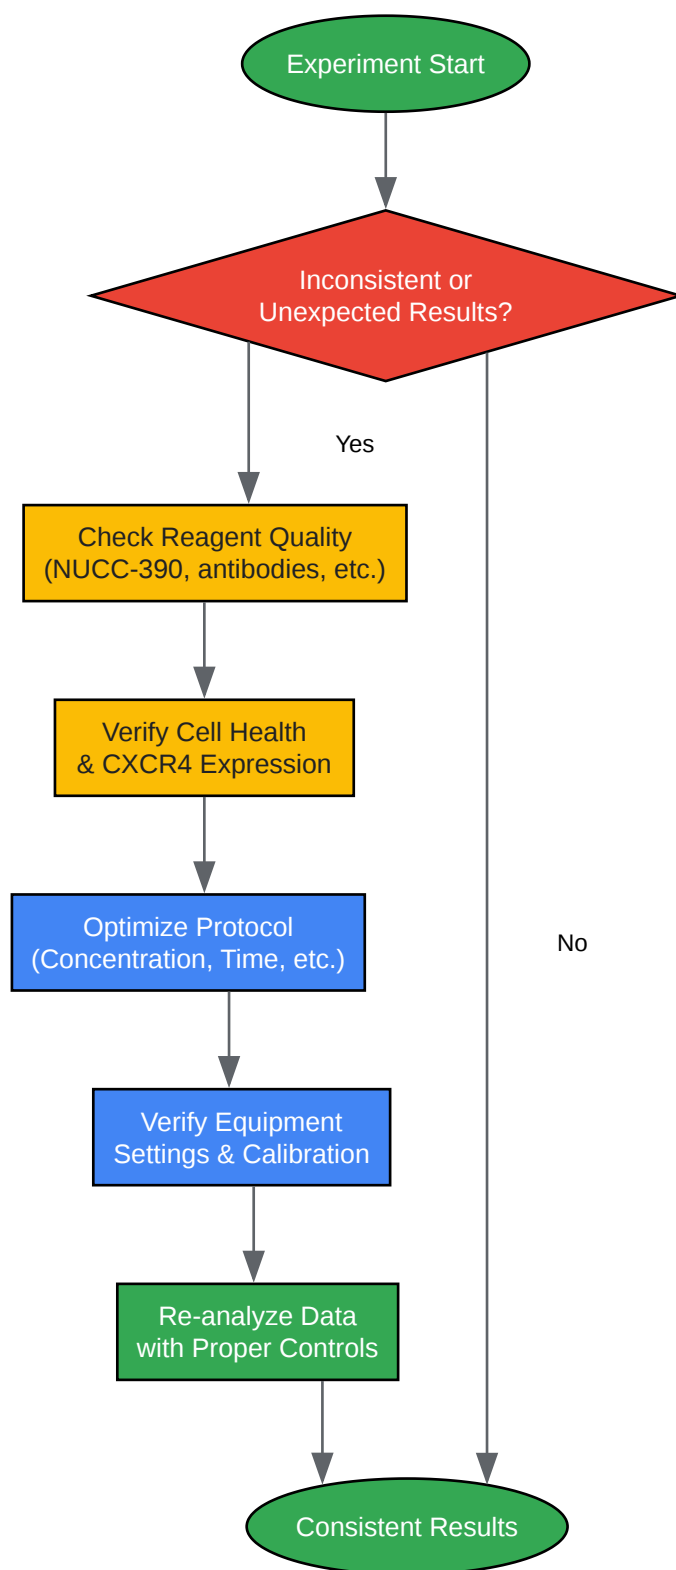 Experiment Start
Inconsistent or
Unexpected Results?
Yes
Check Reagent Quality
(NUCC-390, antibodies, etc.)
Verify Cell Health
& CXCR4 Expression
Optimize Protocol
(Concentration, Time, etc.)
No
Verify Equipment
Settings & Calibration
Re-analyze Data
with Proper Controls
Consistent Results